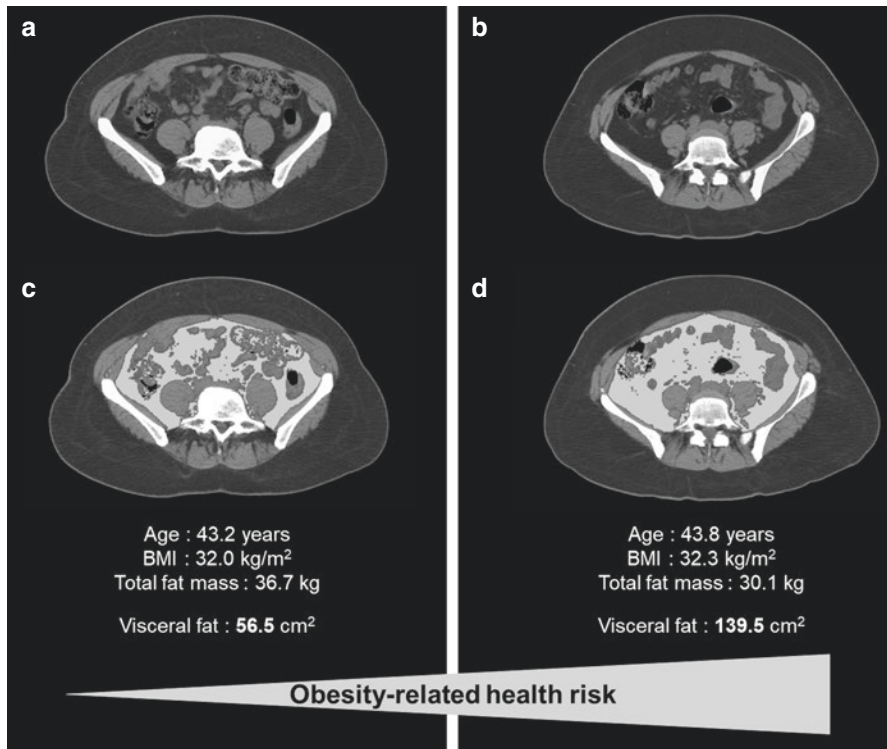 a
b
c
d
Age : 43.2 years
BMI : 32.0 kg/m²
Total fat mass : 36.7 kg
Visceral fat : 56.5 cm²
Age : 43.8 years
BMI : 32.3 kg/m²
Total fat mass : 30.1 kg
Visceral fat : 139.5 cm²
Obesity-related health risk